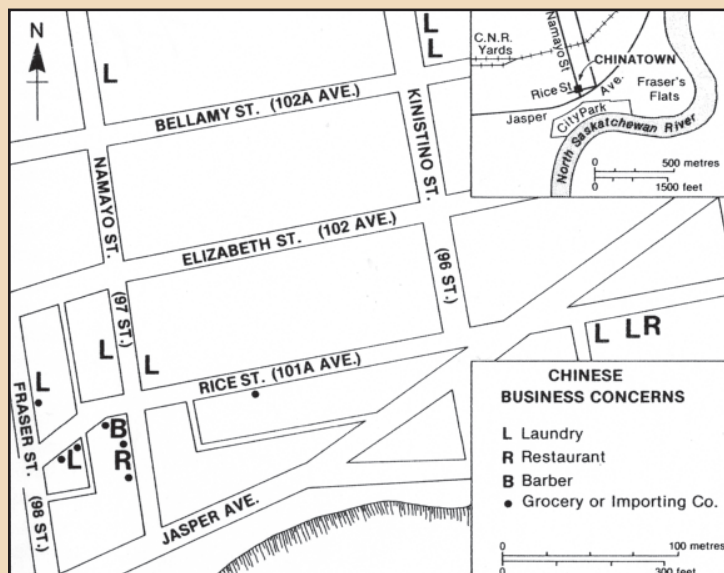 N
L
L
L
C.N.R.
Yards
Namayo St
CHINATOWN
Rice St
Ave.
Fraser's
Flats
Jasper
City Park
North Saskatchewan River
0 500 metres
0 1500 feet
BELLAMY ST. (102A AVE.)
KINISTINO ST.
NAMAYO ST.
ELIZABETH ST. (102 AVE.)
(96 ST.)
(97 ST.)
L
L
L
L
L R
RICE ST. (101A AVE.)
FRASER ST.
(98 ST.)
B
L
R
JASPER AVE.
CHINESE
BUSINESS CONCERNS
L Laundry
R Restaurant
B Barber
• Grocery or Importing Co.
0 100 metres
0 300 feet